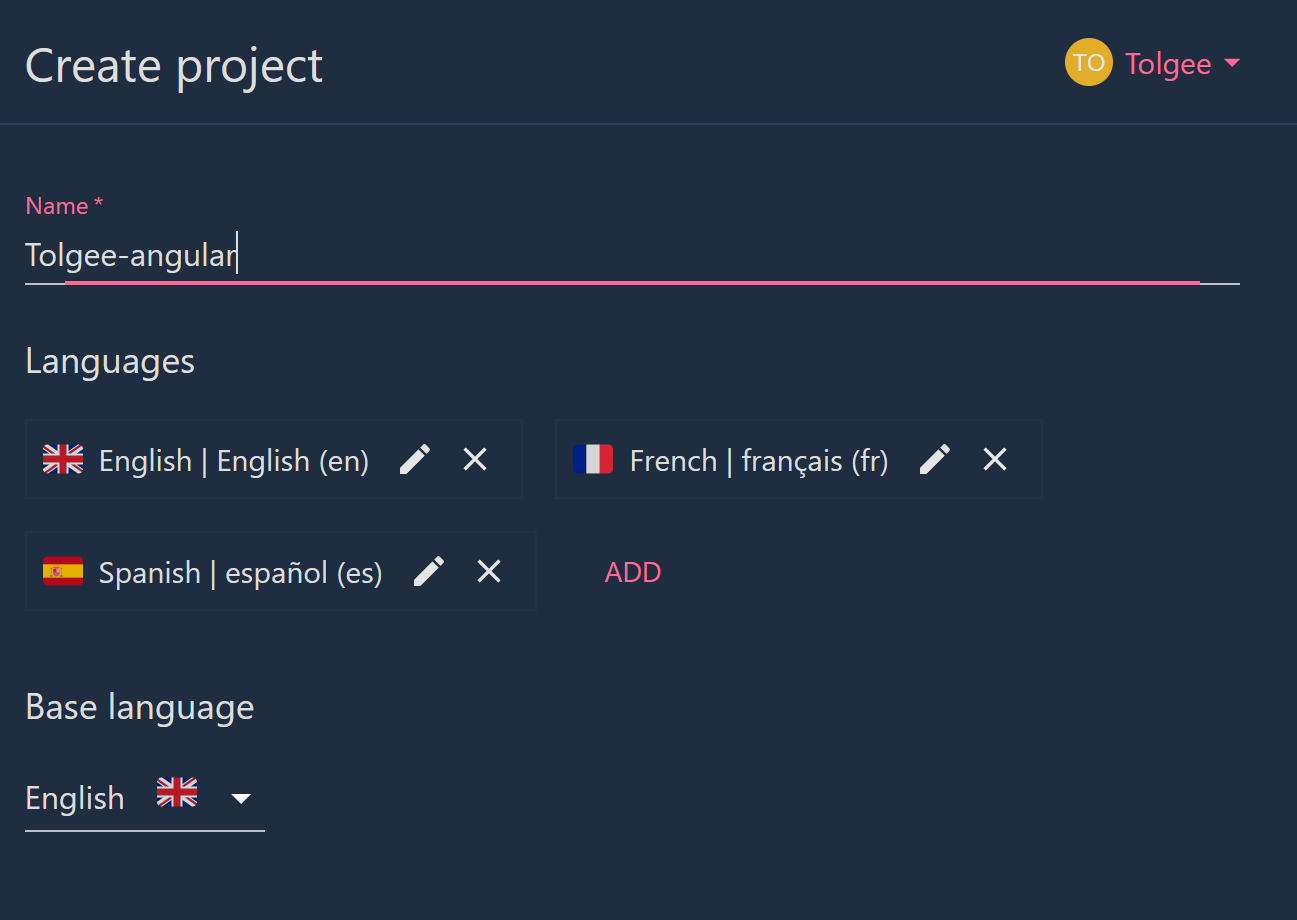 Create project
TO Tolgee
Name *
Tolgee-angular
Languages
English | English (en)
French | français (fr)
Spanish | español (es)
ADD
Base language
English